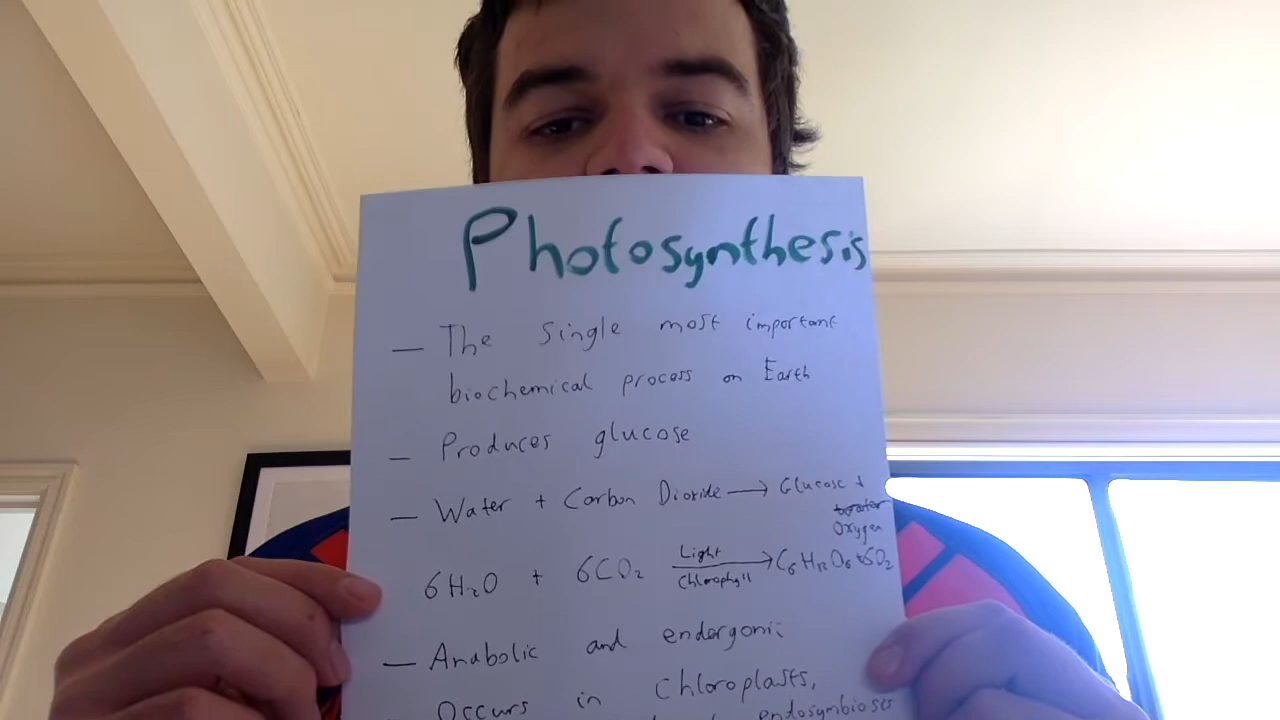 Photosynthesis
— The single most important
biochemical process on Earth
— Produces glucose
— Water + Carbon Dioxide → Glucose +
Oxygen
6H₂O + 6CO₂ Light Chlorophyll → C₆H₁₂O₆ + 6O₂
— Anabolic and endergonic
Occurs in Chloroplasts,
endosymbiosis